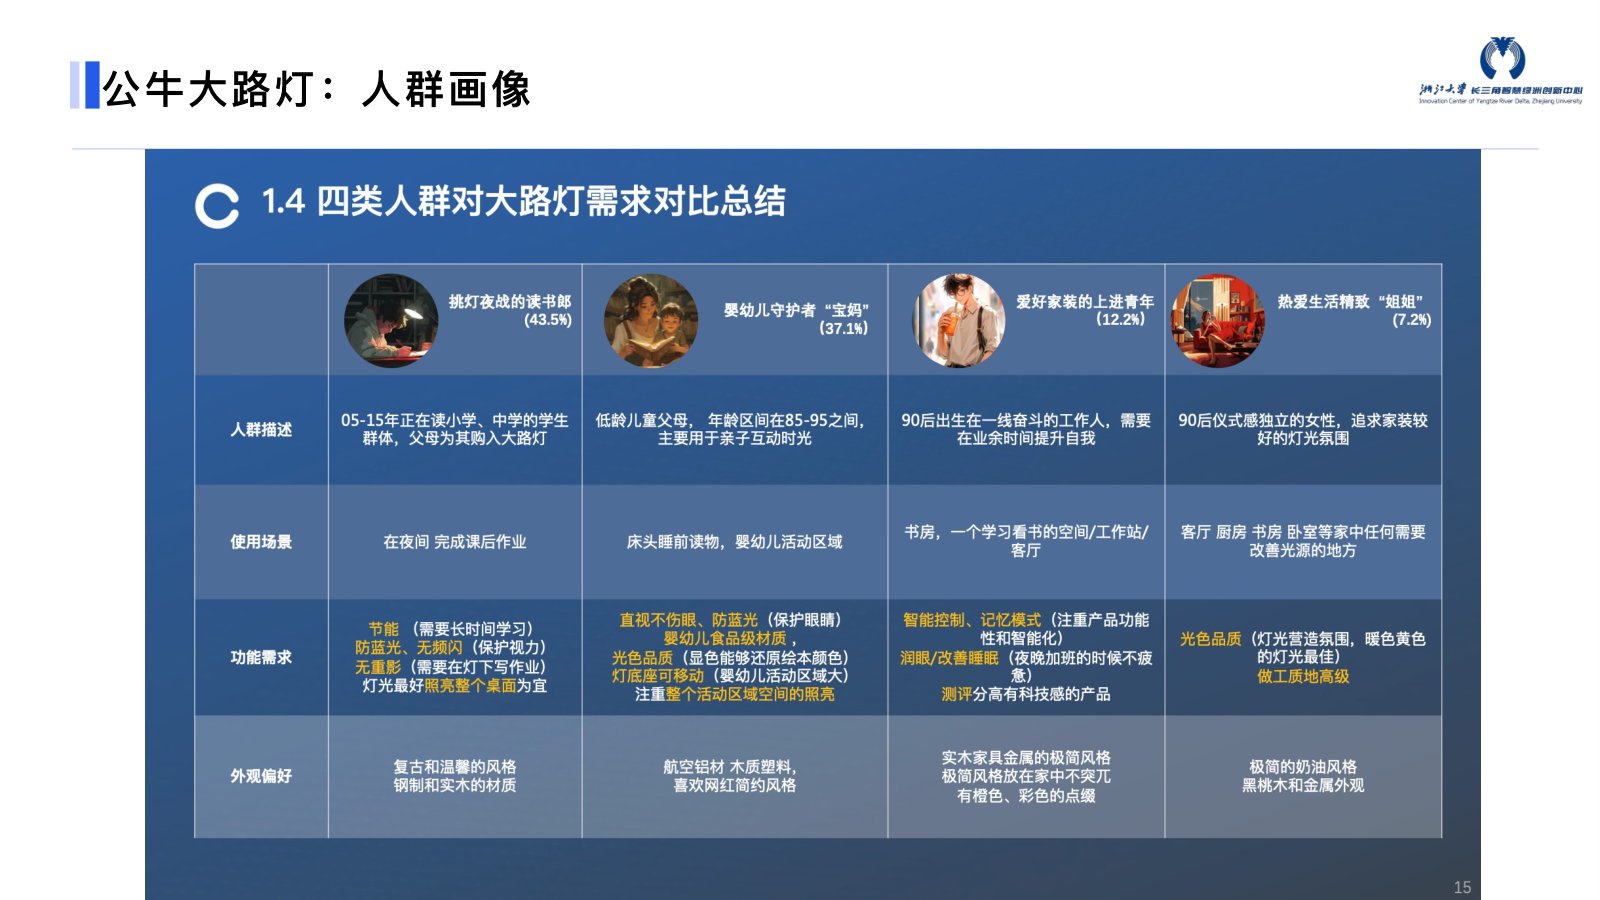 公牛大路灯：人群画像
浙江大学 长三角智慧绿洲创新中心
Innovation Center of Yangtze River Delta, Zhejiang University
1.4 四类人群对大路灯需求对比总结
挑灯夜战的读书郎
(43.5%)
婴幼儿守护者“宝妈”
(37.1%)
爱好家装的上进青年
(12.2%)
热爱生活精致“姐姐”
(7.2%)
人群描述
05-15年正在读小学、中学的学生
群体，父母为其购入大路灯
低龄儿童父母，年龄区间在85-95之间，
主要用于亲子互动时光
90后出生在一线奋斗的工作人，需要
在业余时间提升自我
90后仪式感独立的女性，追求家装较
好的灯光氛围
使用场景
在夜间 完成课后作业
床头睡前读物，婴幼儿活动区域
书房，一个学习看书的空间/工作站/
客厅
客厅 厨房 书房 卧室等家中任何需要
改善光源的地方
功能需求
节能 （需要长时间学习）
防蓝光、无频闪（保护视力）
无重影（需要在灯下写作业）
灯光最好照亮整个桌面为宜
直视不伤眼、防蓝光（保护眼睛）
婴幼儿食品级材质，
光色品质（显色能够还原绘本颜色）
灯底座可移动（婴幼儿活动区域大）
注重整个活动区域空间的照亮
智能控制、记忆模式（注重产品功能
性和智能化）
润眼/改善睡眠（夜晚加班的时候不疲
惫）
测评分高有科技感的产品
光色品质（灯光营造氛围，暖色黄色
的灯光最佳）
做工质地高级
外观偏好
复古和温馨的风格
钢制和实木的材质
航空铝材 木质塑料，
喜欢网红简约风格
实木家具金属的极简风格
极简风格放在家中不突兀
有橙色、彩色的点缀
极简的奶油风格
黑桃木和金属外观
15